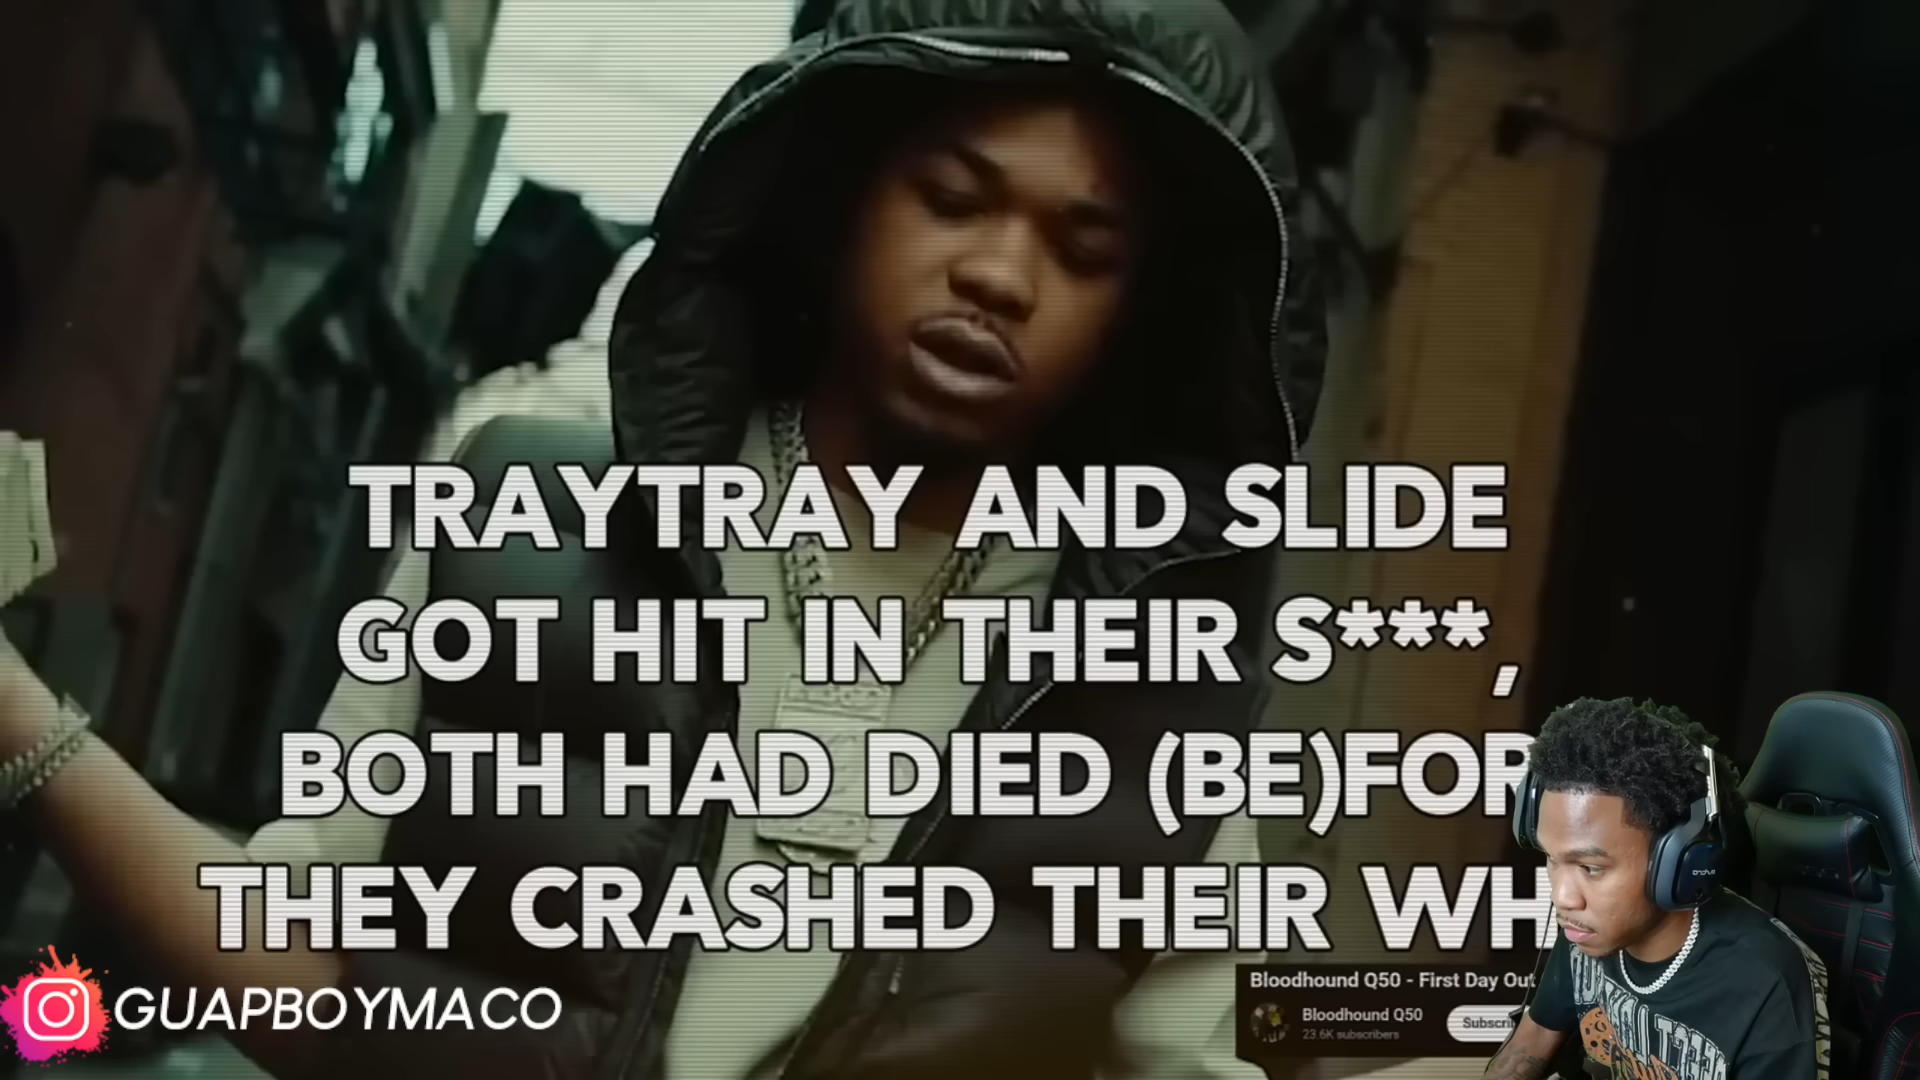 TRAYTRAY AND SLIDE
GOT HIT IN THEIR S***,
BOTH HAD DIED (BE)FOR
THEY CRASHED THEIR WH
Bloodhound Q50 - First Day Out
Bloodhound Q50
23.6K subscribers
Subscri
GUAPBOYMACO